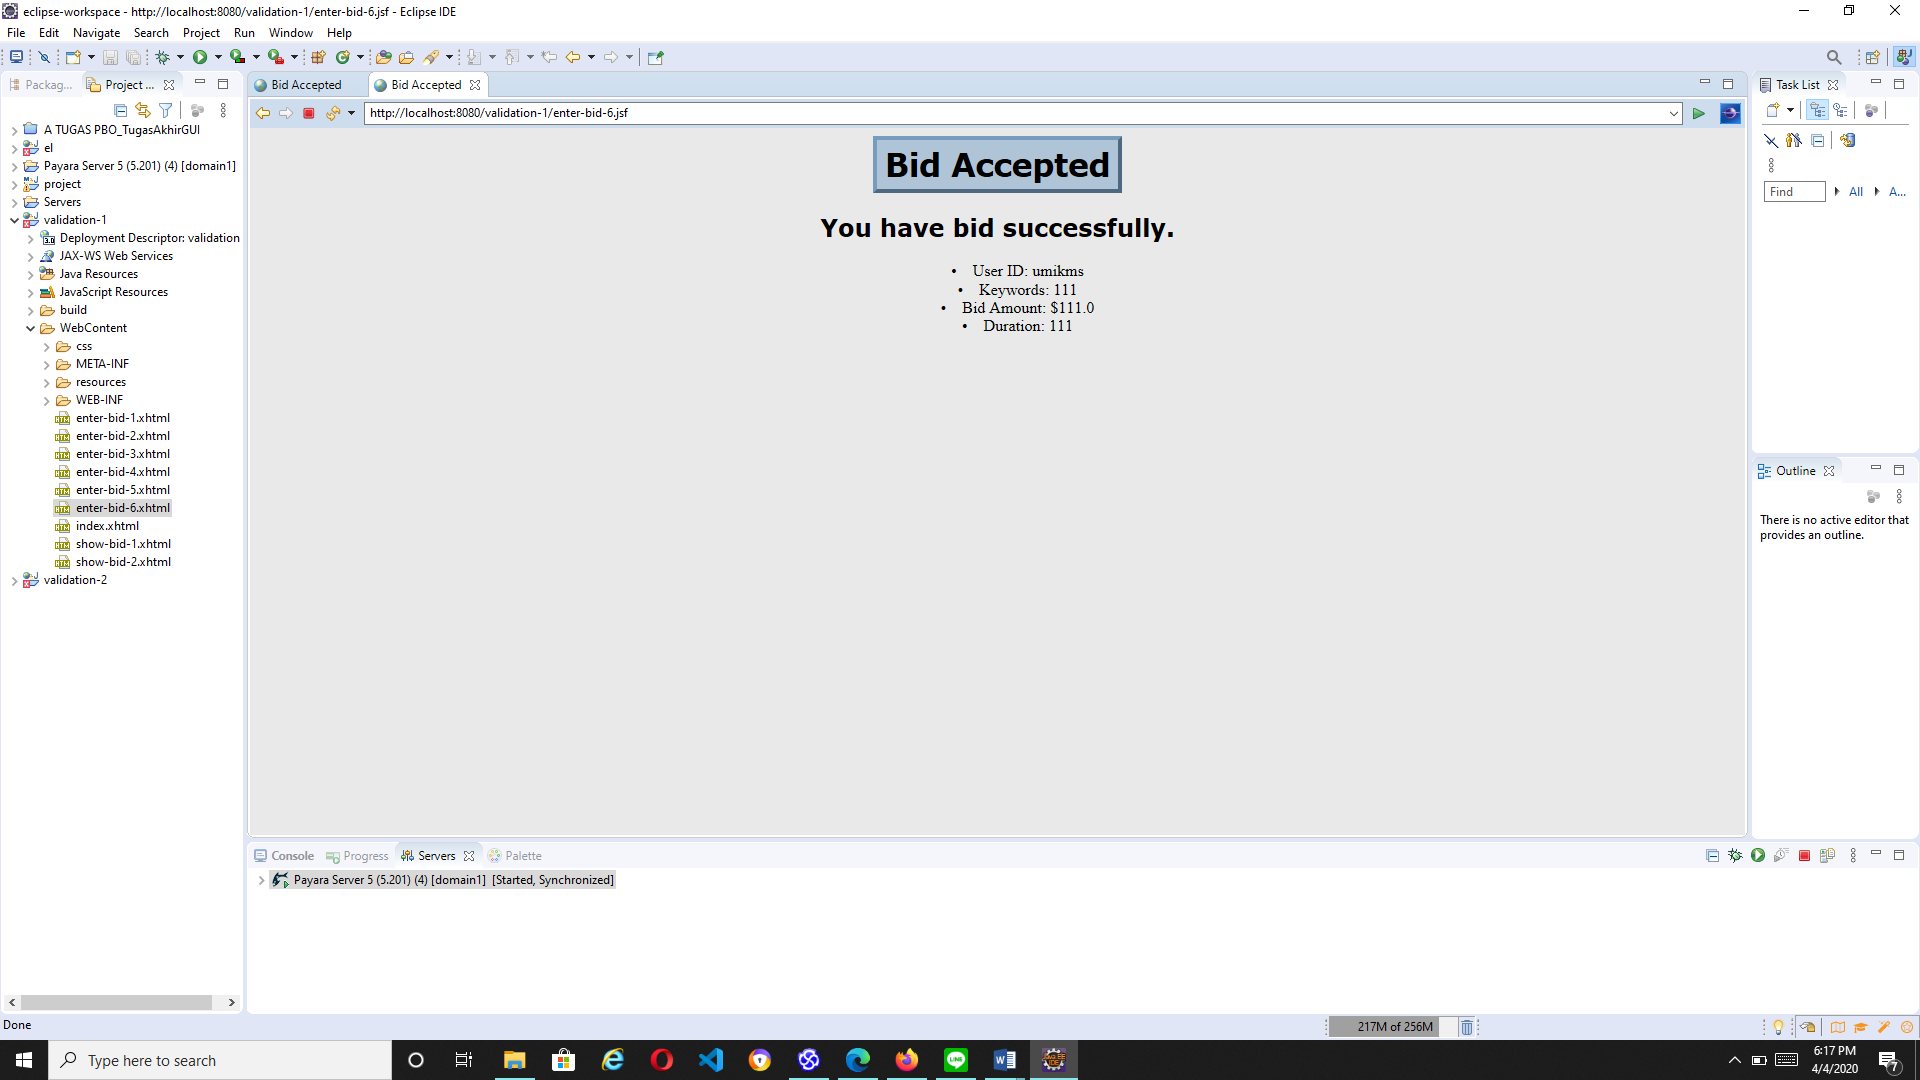 eclipse-workspace - http://localhost:8080/validation-1/enter-bid-6.jsf - Eclipse IDE
File Edit Navigate Search Project Run Window Help
Packag...
Project ...
A TUGAS PBO_TugasAkhirGUI
el
Payara Server 5 (5.201) (4) [domain1]
project
Servers
validation-1
Deployment Descriptor: validation
JAX-WS Web Services
Java Resources
JavaScript Resources
build
WebContent
css
META-INF
resources
WEB-INF
enter-bid-1.xhtml
enter-bid-2.xhtml
enter-bid-3.xhtml
enter-bid-4.xhtml
enter-bid-5.xhtml
enter-bid-6.xhtml
index.xhtml
show-bid-1.xhtml
show-bid-2.xhtml
validation-2
Bid Accepted
Bid Accepted
http://localhost:8080/validation-1/enter-bid-6.jsf
Bid Accepted
You have bid successfully.
• User ID: umikms
• Keywords: 111
• Bid Amount: $111.0
• Duration: 111
Task List
Find
All
A...
Outline
There is no active editor that
provides an outline.
Console
Progress
Servers
Palette
Payara Server 5 (5.201) (4) [domain1] [Started, Synchronized]
Done
217M of 256M
Type here to search
6:17 PM
4/4/2020
7